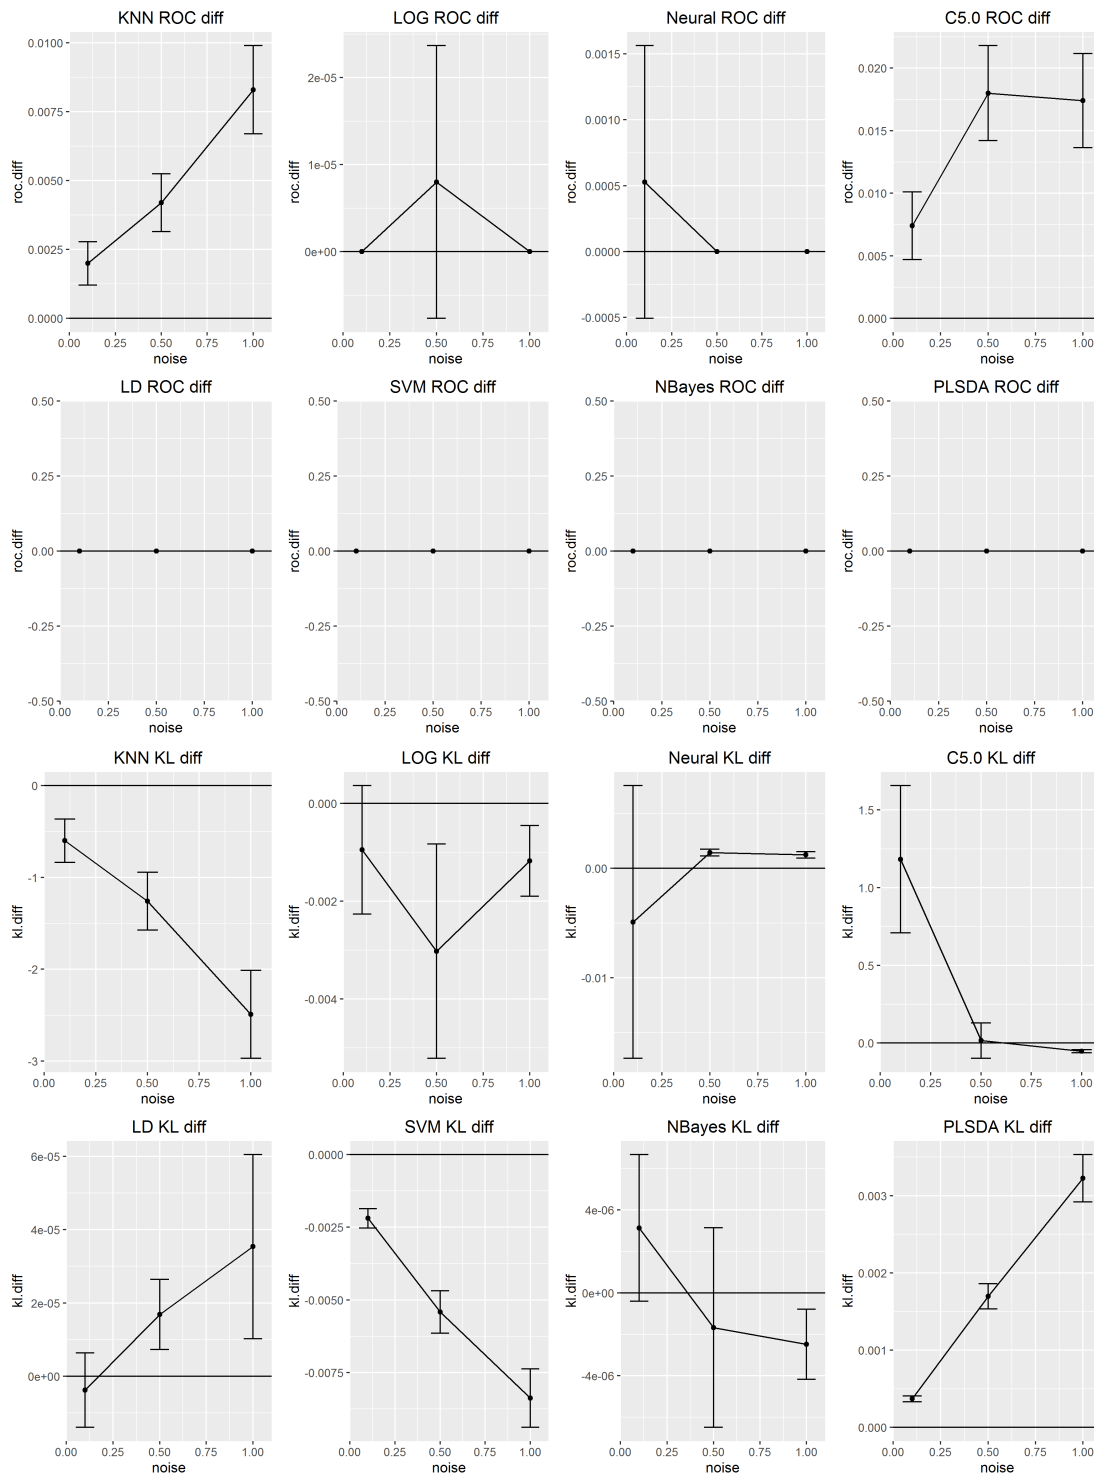 KNN ROC diff
LOG ROC diff
Neural ROC diff
C5.0 ROC diff
0.0100
0.0075
0.0050
0.0025
0.0000
roc.diff
0.00 0.25 0.50 0.75 1.00
noise
2e-05
1e-05
0e+00
roc.diff
0.00 0.25 0.50 0.75 1.00
noise
0.0015
0.0010
0.0005
0.0000
-0.0005
roc.diff
0.00 0.25 0.50 0.75 1.00
noise
0.020
0.015
0.010
0.005
0.000
roc.diff
0.00 0.25 0.50 0.75 1.00
noise
LD ROC diff
SVM ROC diff
NBayes ROC diff
PLSDA ROC diff
0.50
0.25
0.00
-0.25
-0.50
roc.diff
0.00 0.25 0.50 0.75 1.00
noise
0.50
0.25
0.00
-0.25
-0.50
roc.diff
0.00 0.25 0.50 0.75 1.00
noise
0.50
0.25
0.00
-0.25
-0.50
roc.diff
0.00 0.25 0.50 0.75 1.00
noise
0.50
0.25
0.00
-0.25
-0.50
roc.diff
0.00 0.25 0.50 0.75 1.00
noise
KNN KL diff
LOG KL diff
Neural KL diff
C5.0 KL diff
0
-1
-2
-3
kl.diff
0.00 0.25 0.50 0.75 1.00
noise
0.000
-0.002
-0.004
kl.diff
0.00 0.25 0.50 0.75 1.00
noise
0.00
-0.01
kl.diff
0.00 0.25 0.50 0.75 1.00
noise
1.5
1.0
0.5
0.0
kl.diff
0.00 0.25 0.50 0.75 1.00
noise
LD KL diff
SVM KL diff
NBayes KL diff
PLSDA KL diff
6e-05
4e-05
2e-05
0e+00
kl.diff
0.00 0.25 0.50 0.75 1.00
noise
0.0000
-0.0025
-0.0050
-0.0075
kl.diff
0.00 0.25 0.50 0.75 1.00
noise
4e-06
0e+00
-4e-06
kl.diff
0.00 0.25 0.50 0.75 1.00
noise
0.003
0.002
0.001
0.000
kl.diff
0.00 0.25 0.50 0.75 1.00
noise